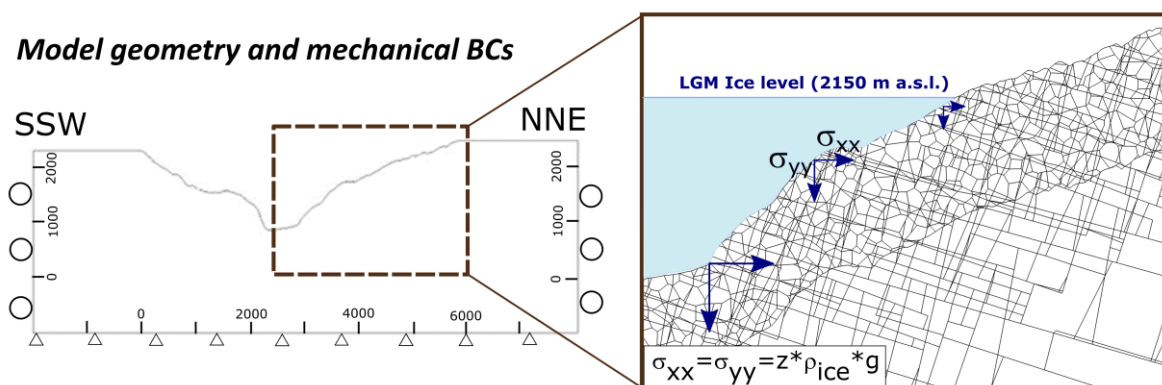 Model geometry and mechanical BCs
SSW
NNE
2000
1000
0
2000
1000
0
0
2000
4000
6000
LGM Ice level (2150 m a.s.l.)
σxx
σyy
σxx=σyy=z*ρice*g